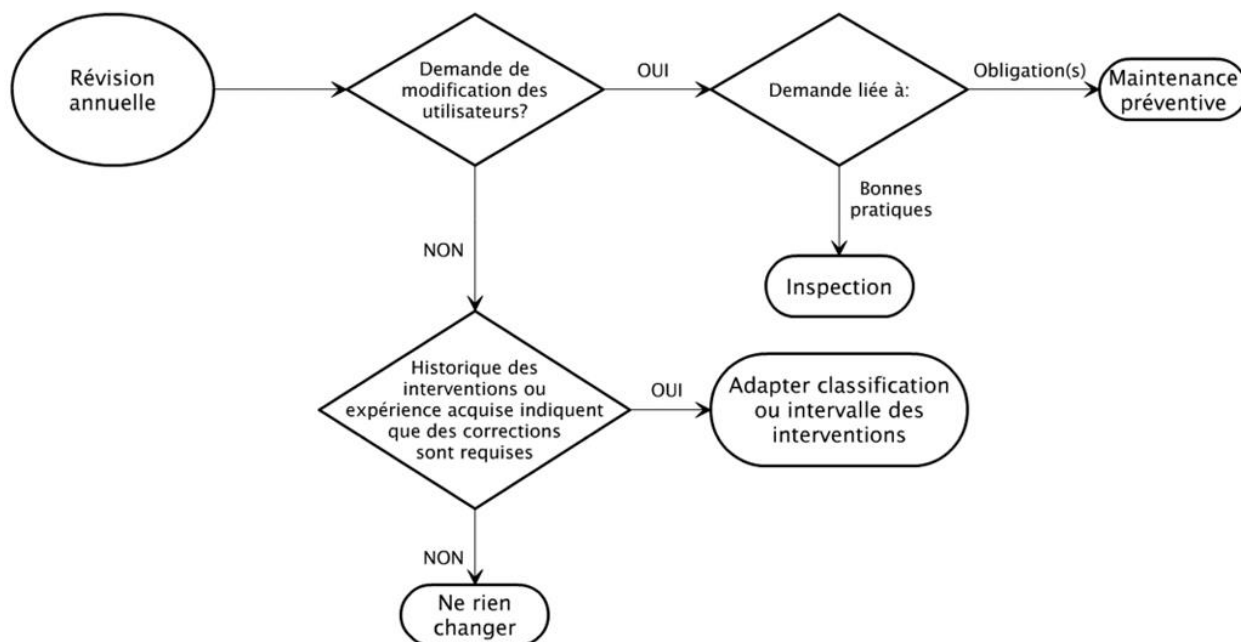 Révision
annuelle
Demande de
modification des
utilisateurs?
OUI
Demande liée à:
Obligation(s)
Maintenance
préventive
Bonnes
pratiques
Inspection
NON
Historique des
interventions ou
expérience acquise indiquent
que des corrections
sont requises
OUI
Adapter classification
ou intervalle des
interventions
NON
Ne rien
changer